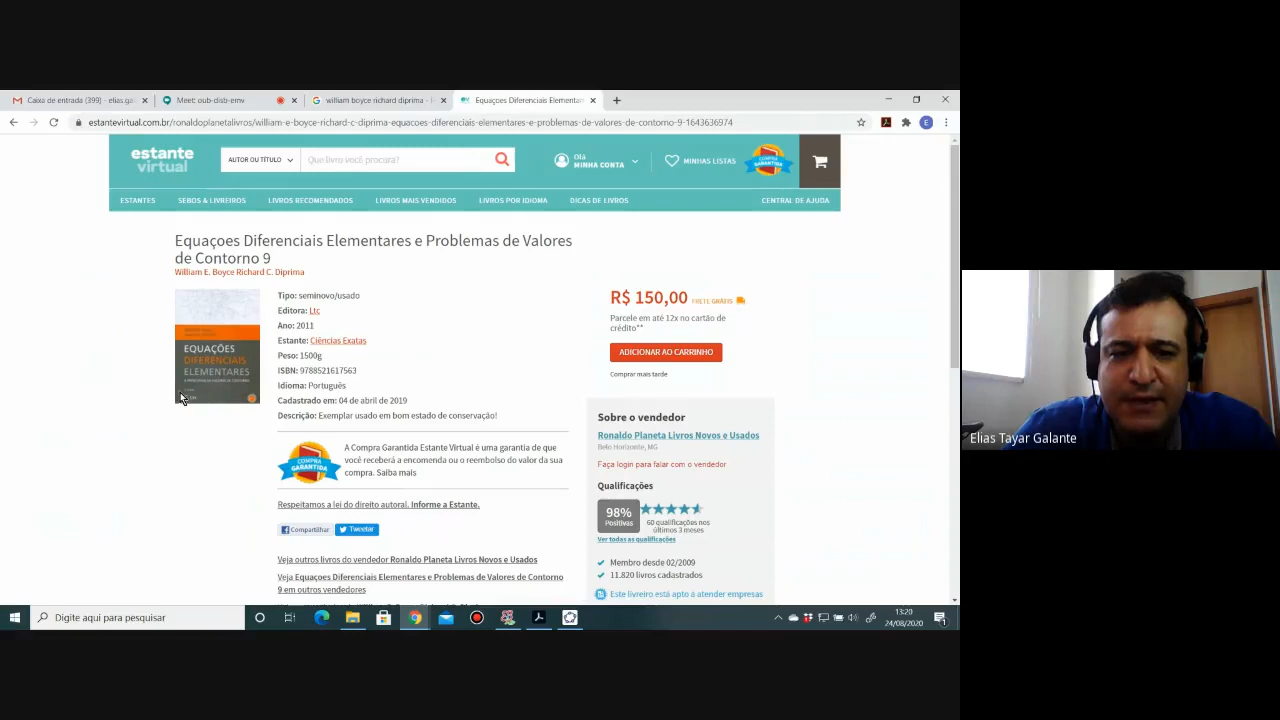 Caixa de entrada (399) - elias.gal
Meet: oub-disb-emv
william boyce richard diprima - P
Equaçoes Diferenciais Elementar
estantevirtual.com.br/ronaldoplanetalivros/william-e-boyce-richard-c-diprima-equacoes-diferenciais-elementares-e-problemas-de-valores-de-contorno-9-1643636974
E
estante virtual
AUTOR OU TÍTULO
Que livro você procura?
Olá
MINHA CONTA
MINHAS LISTAS
COMPRA GARANTIDA
ESTANTES
SEBOS & LIVREIROS
LIVROS RECOMENDADOS
LIVROS MAIS VENDIDOS
LIVROS POR IDIOMA
DICAS DE LIVROS
CENTRAL DE AJUDA
Equaçoes Diferenciais Elementares e Problemas de Valores
de Contorno 9
William E. Boyce Richard C. Diprima
EQUAÇÕES
DIFERENCIAIS
ELEMENTARES
Tipo: seminovo/usado
Editora: Ltc
Ano: 2011
Estante: Ciências Exatas
Peso: 1500g
ISBN: 9788521617563
Idioma: Português
Cadastrado em: 04 de abril de 2019
Descrição: Exemplar usado em bom estado de conservação!
COMPRA GARANTIDA
A Compra Garantida Estante Virtual é uma garantia de que
você receberá a encomenda ou o reembolso do valor da sua
compra. Saiba mais
Respeitamos a lei do direito autoral. Informe a Estante.
Compartilhar
Tweetar
Veja outros livros do vendedor Ronaldo Planeta Livros Novos e Usados
Veja Equaçoes Diferenciais Elementares e Problemas de Valores de Contorno
9 em outros vendedores
R$ 150,00 FRETE GRÁTIS
Parcele em até 12x no cartão de
crédito**
ADICIONAR AO CARRINHO
Comprar mais tarde
Sobre o vendedor
Ronaldo Planeta Livros Novos e Usados
Belo Horizonte, MG
Faça login para falar com o vendedor
Qualificações
98%
Positivas
60 qualificações nos
últimos 3 meses
Ver todas as qualificações
Membro desde 02/2009
11.820 livros cadastrados
Este livreiro está apto a atender empresas
Elias Tayar Galante
Digite aqui para pesquisar
13:20
24/08/2020
1